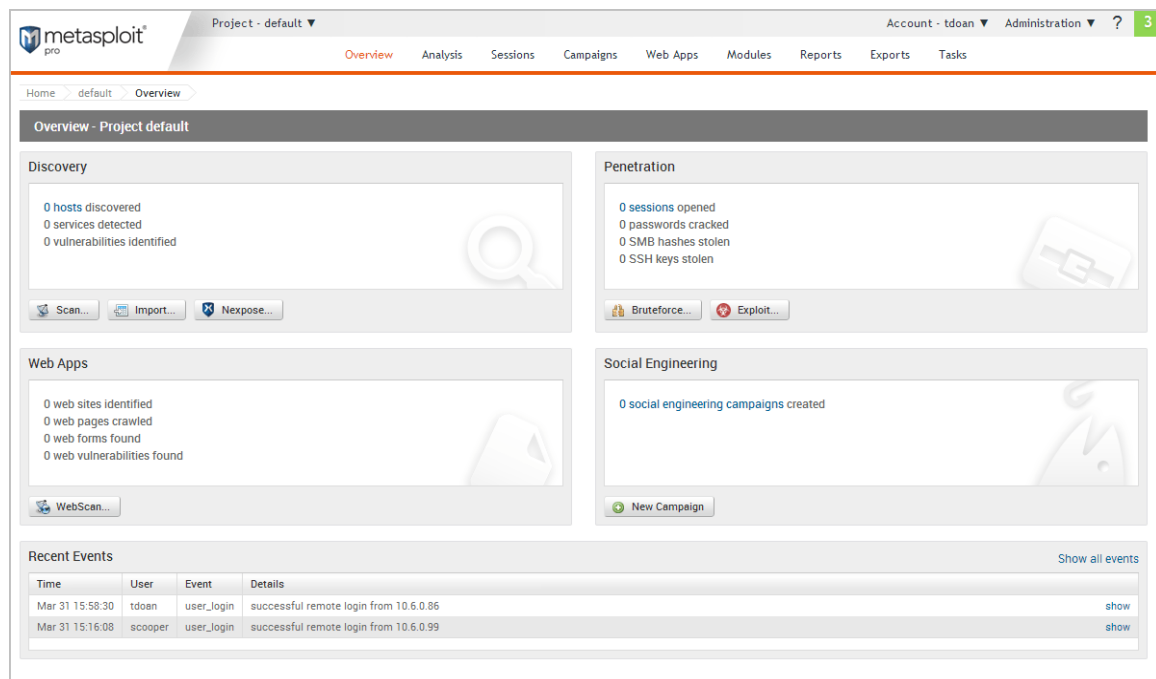 Project - default ▼
Account - tdoan ▼ Administration ▼ ? 3
metasploit®
pro
Overview Analysis Sessions Campaigns Web Apps Modules Reports Exports Tasks
Home default Overview
Overview - Project default
Discovery
0 hosts discovered
0 services detected
0 vulnerabilities identified
Scan... Import... Nexpose...
Penetration
0 sessions opened
0 passwords cracked
0 SMB hashes stolen
0 SSH keys stolen
Bruteforce... Exploit...
Web Apps
0 web sites identified
0 web pages crawled
0 web forms found
0 web vulnerabilities found
WebScan...
Social Engineering
0 social engineering campaigns created
New Campaign
Recent Events
Show all events
Time User Event Details
Mar 31 15:58:30 tdoan user_login successful remote login from 10.6.0.86 show
Mar 31 15:16:08 scooper user_login successful remote login from 10.6.0.99 show